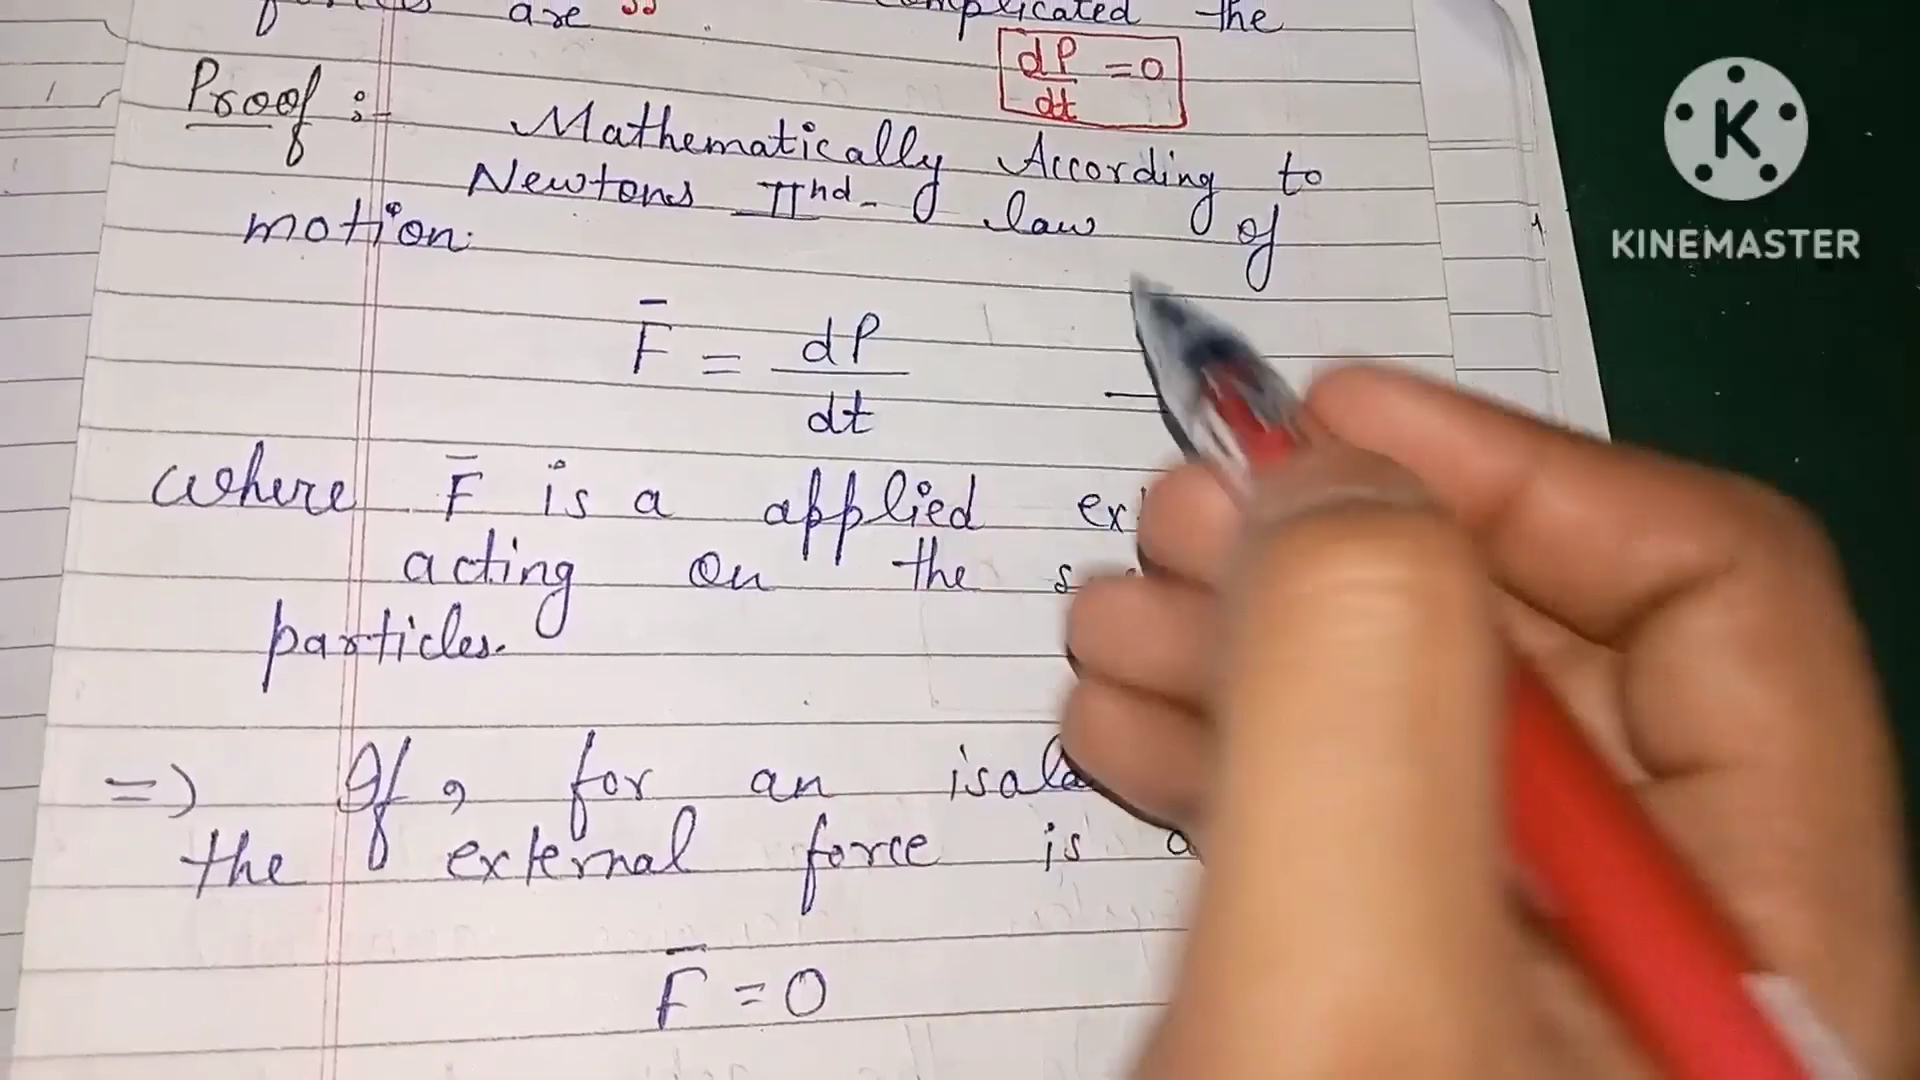 are complicated the
dP = 0
dt
Proof :- Mathematically According to
Newtons IInd law of
motion.
F̄ = dP
dt
where F̄ is a applied
acting on the
particles.
=> If, for an
the external force is
F̄ = 0
K
KINEMASTER